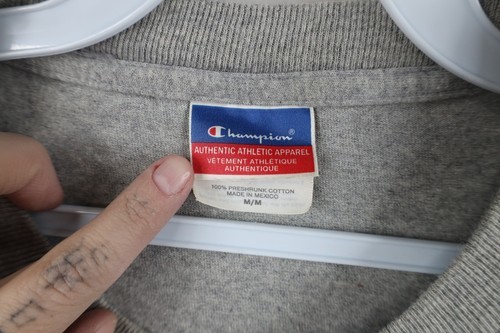 Champion®
AUTHENTIC ATHLETIC APPAREL
VÊTEMENT ATHLÉTIQUE
AUTHENTIQUE
100% PRESHRUNK COTTON
MADE IN MEXICO
M/M